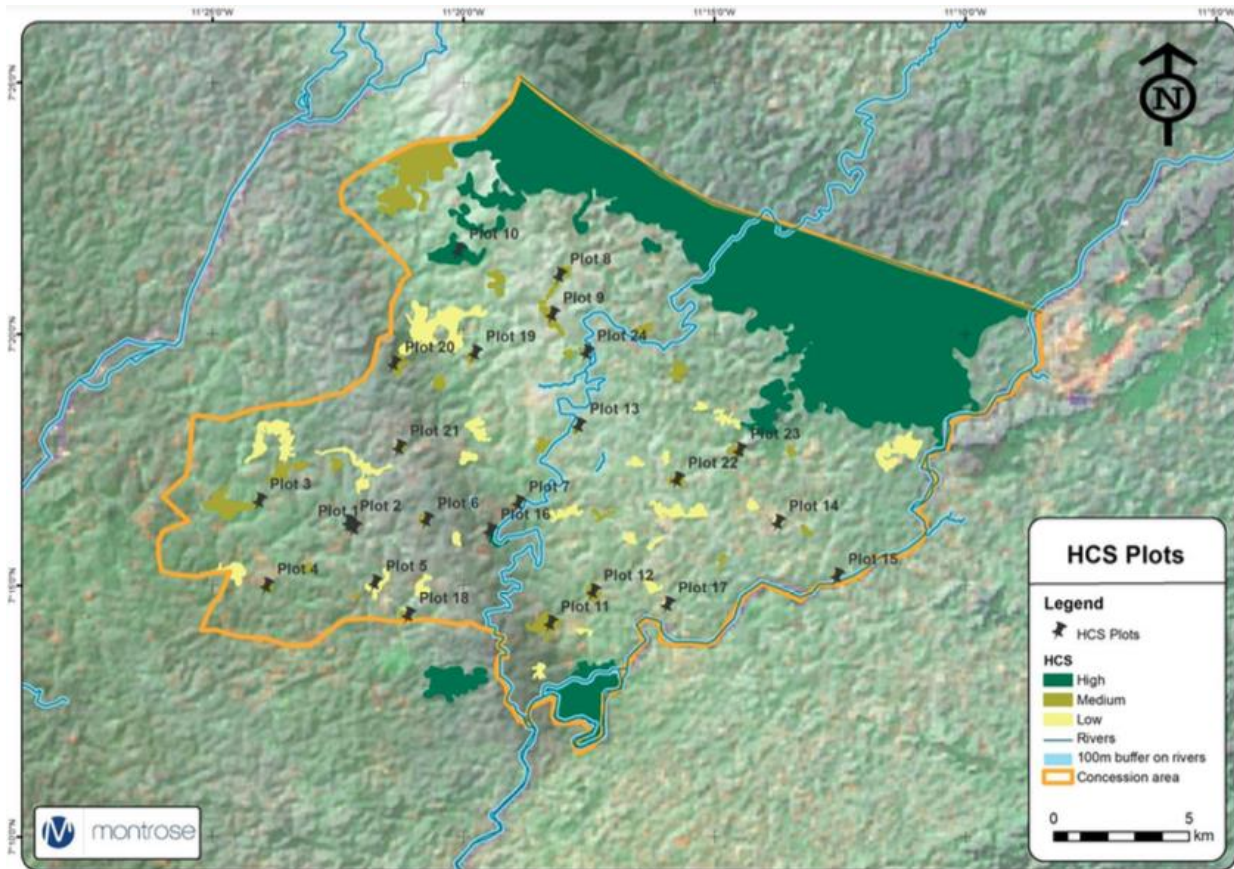 11°25'0"W 11°20'0"W 11°15'0"W 11°10'0"W
7°25'0"N
Plot 10
Plot 8
Plot 9
7°20'0"N
Plot 19
Plot 24
Plot 20
Plot 13
Plot 21
Plot 23
Plot 22
Plot 3
Plot 1
Plot 2
Plot 6
Plot 7
Plot 16
Plot 14
7°15'0"N
Plot 4
Plot 5
Plot 18
Plot 12
Plot 11
Plot 17
Plot 15
7°10'0"N
N
HCS Plots
Legend
HCS Plots
HCS
High
Medium
Low
Rivers
100m buffer on rivers
Concession area
0 5
km
M montrose